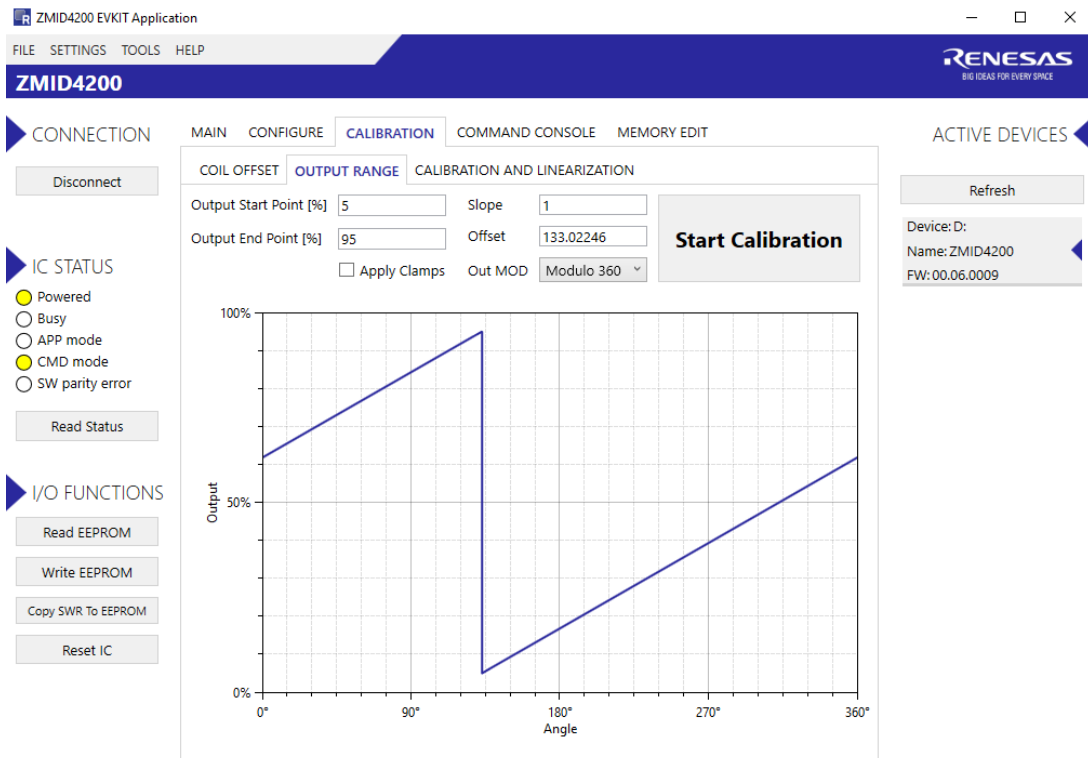 ZMID4200 EVKIT Application
FILE SETTINGS TOOLS HELP
RENESAS
BIG IDEAS FOR EVERY SPACE
ZMID4200
CONNECTION
Disconnect
IC STATUS
Powered
Busy
APP mode
CMD mode
SW parity error
Read Status
I/O FUNCTIONS
Read EEPROM
Write EEPROM
Copy SWR To EEPROM
Reset IC
MAIN CONFIGURE CALIBRATION COMMAND CONSOLE MEMORY EDIT
COIL OFFSET OUTPUT RANGE CALIBRATION AND LINEARIZATION
Output Start Point [%] 5 Slope 1
Output End Point [%] 95 Offset 133.02246
Apply Clamps Out MOD Modulo 360
Start Calibration
100%
50%
0%
Output
0° 90° 180° 270° 360°
Angle
ACTIVE DEVICES
Refresh
Device: D:
Name: ZMID4200
FW: 00.06.0009